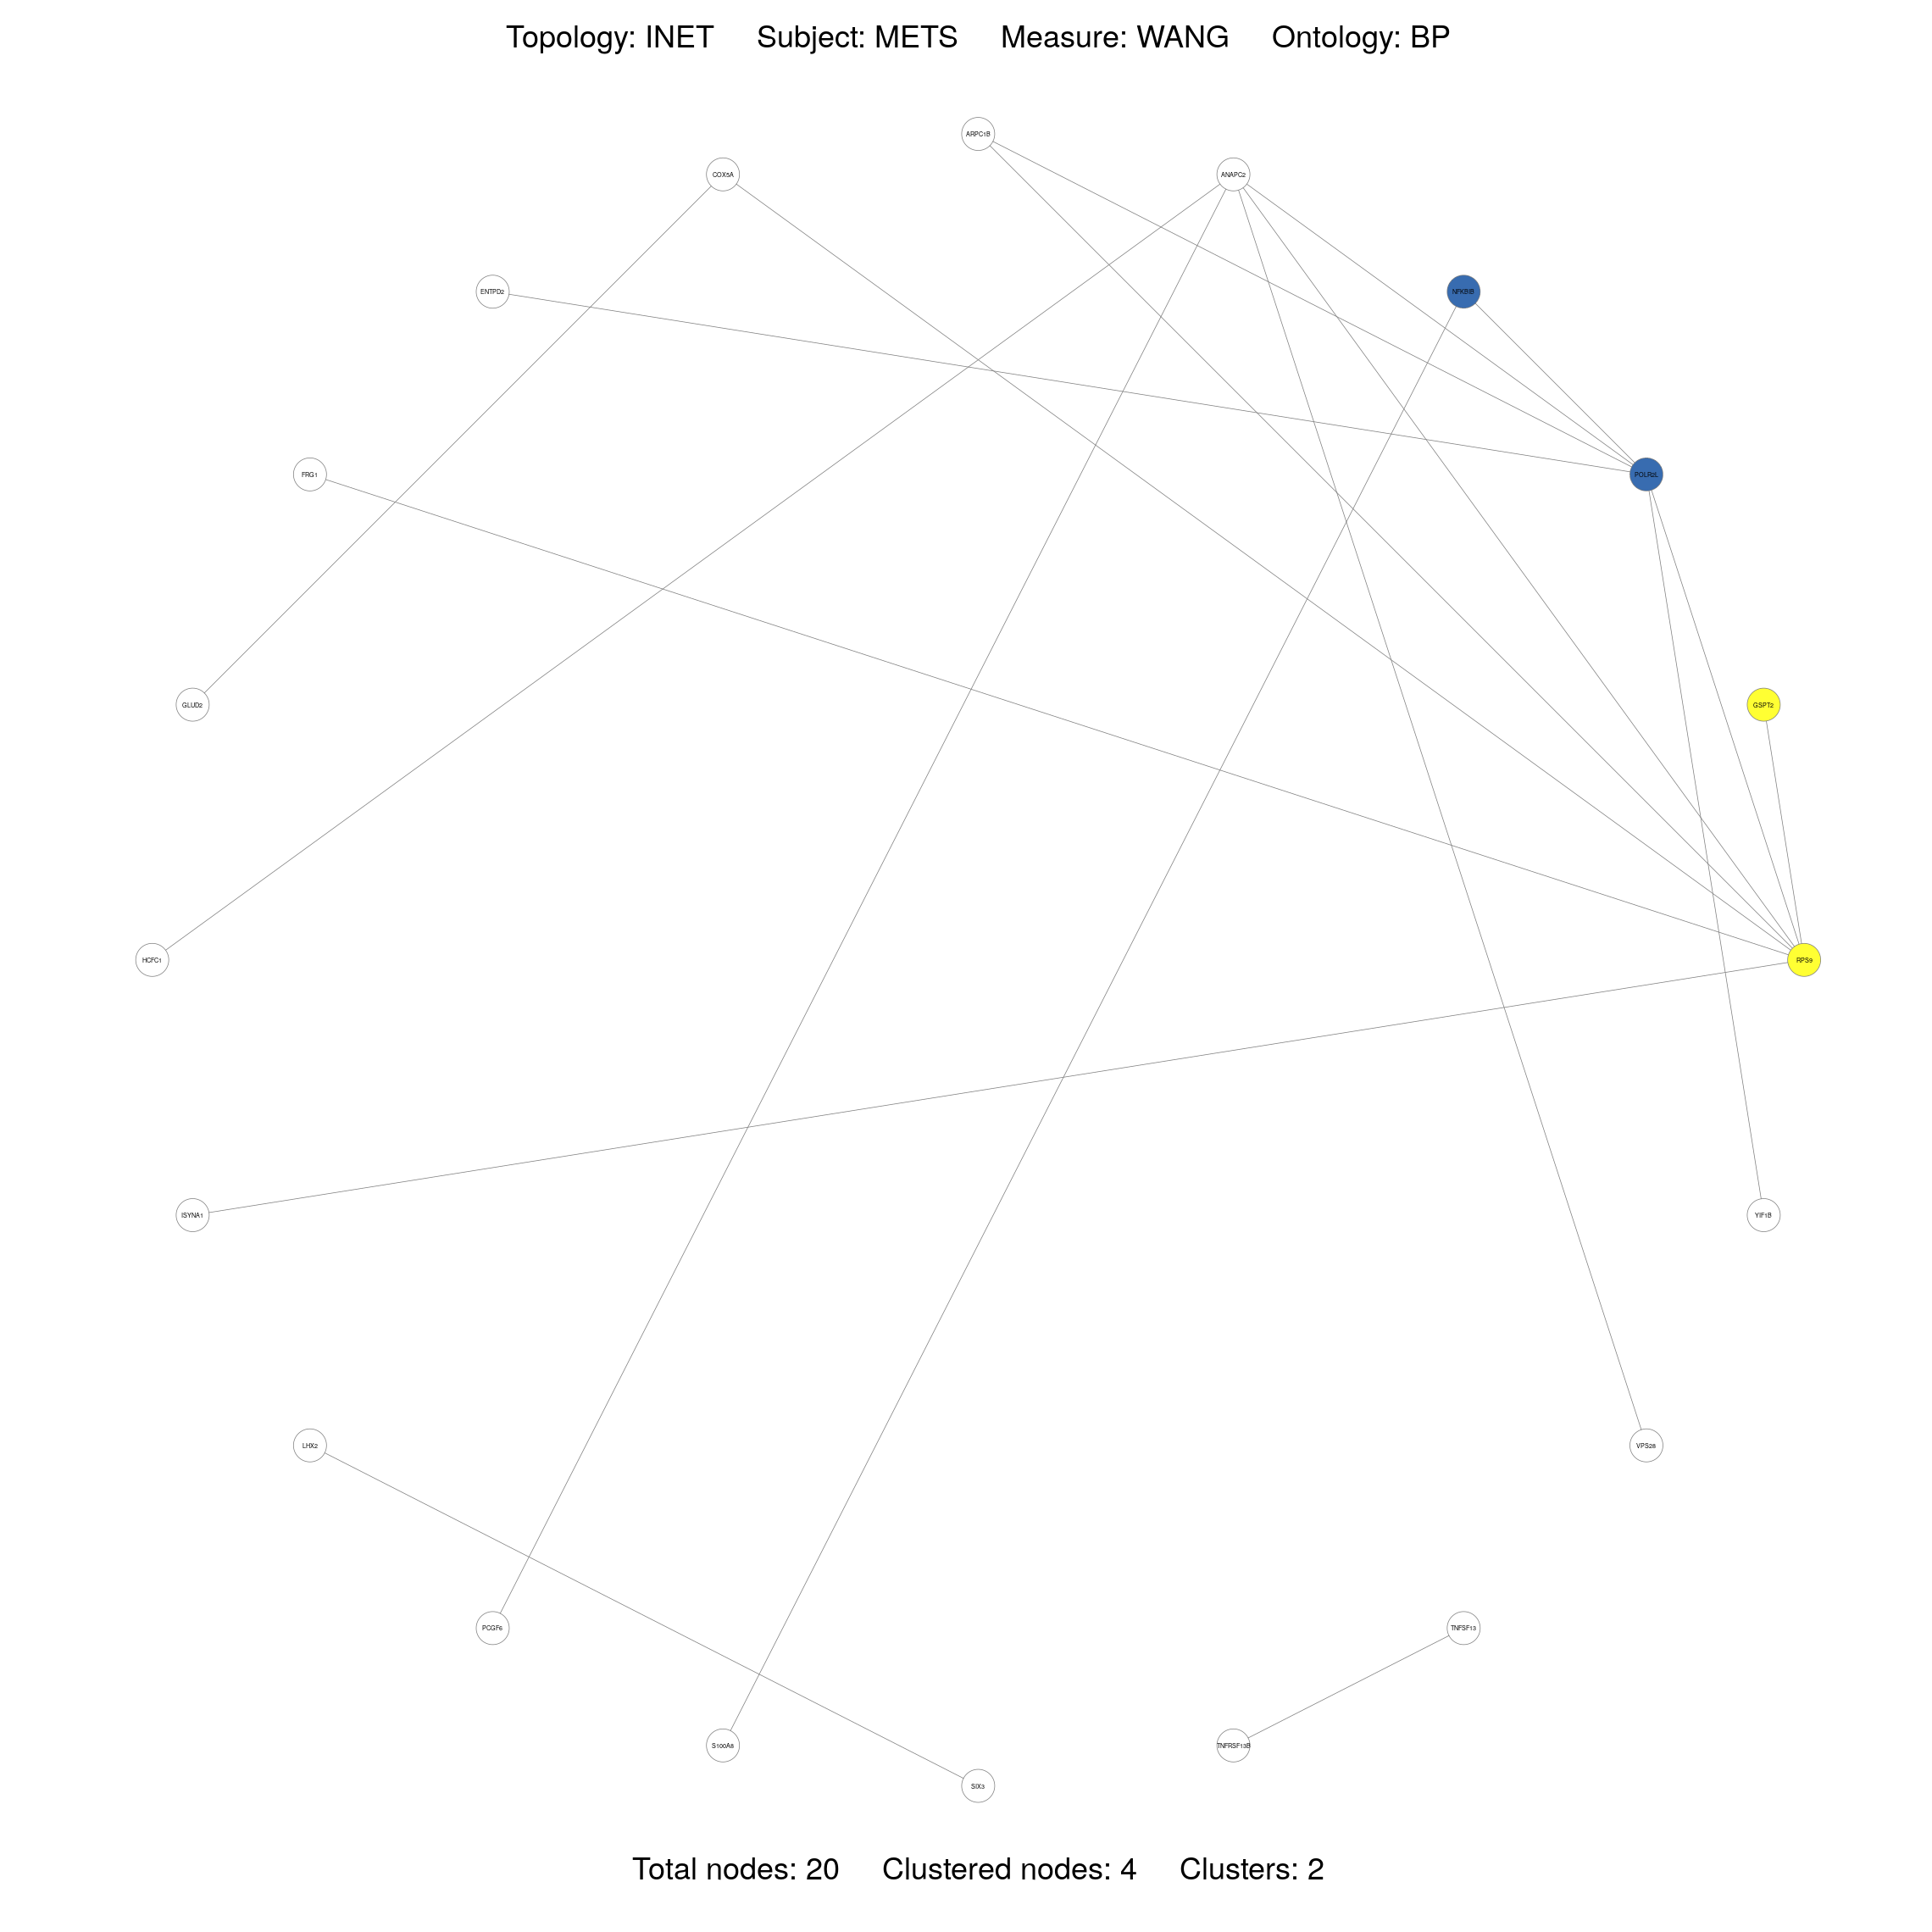 Topology: INET Subject: METS Measure: WANG Ontology: BP
ARPC1B
COX5A
ANAPC2
ENTPD2
NFKBIB
FRG1
POLR2L
GLUD2
GSPT2
HCFC1
RPS9
ISYNA1
YIF1B
LHX2
VPS28
PCGF6
TNFSF13
S100A8
TNFRSF13B
SIX3
Total nodes: 20 Clustered nodes: 4 Clusters: 2